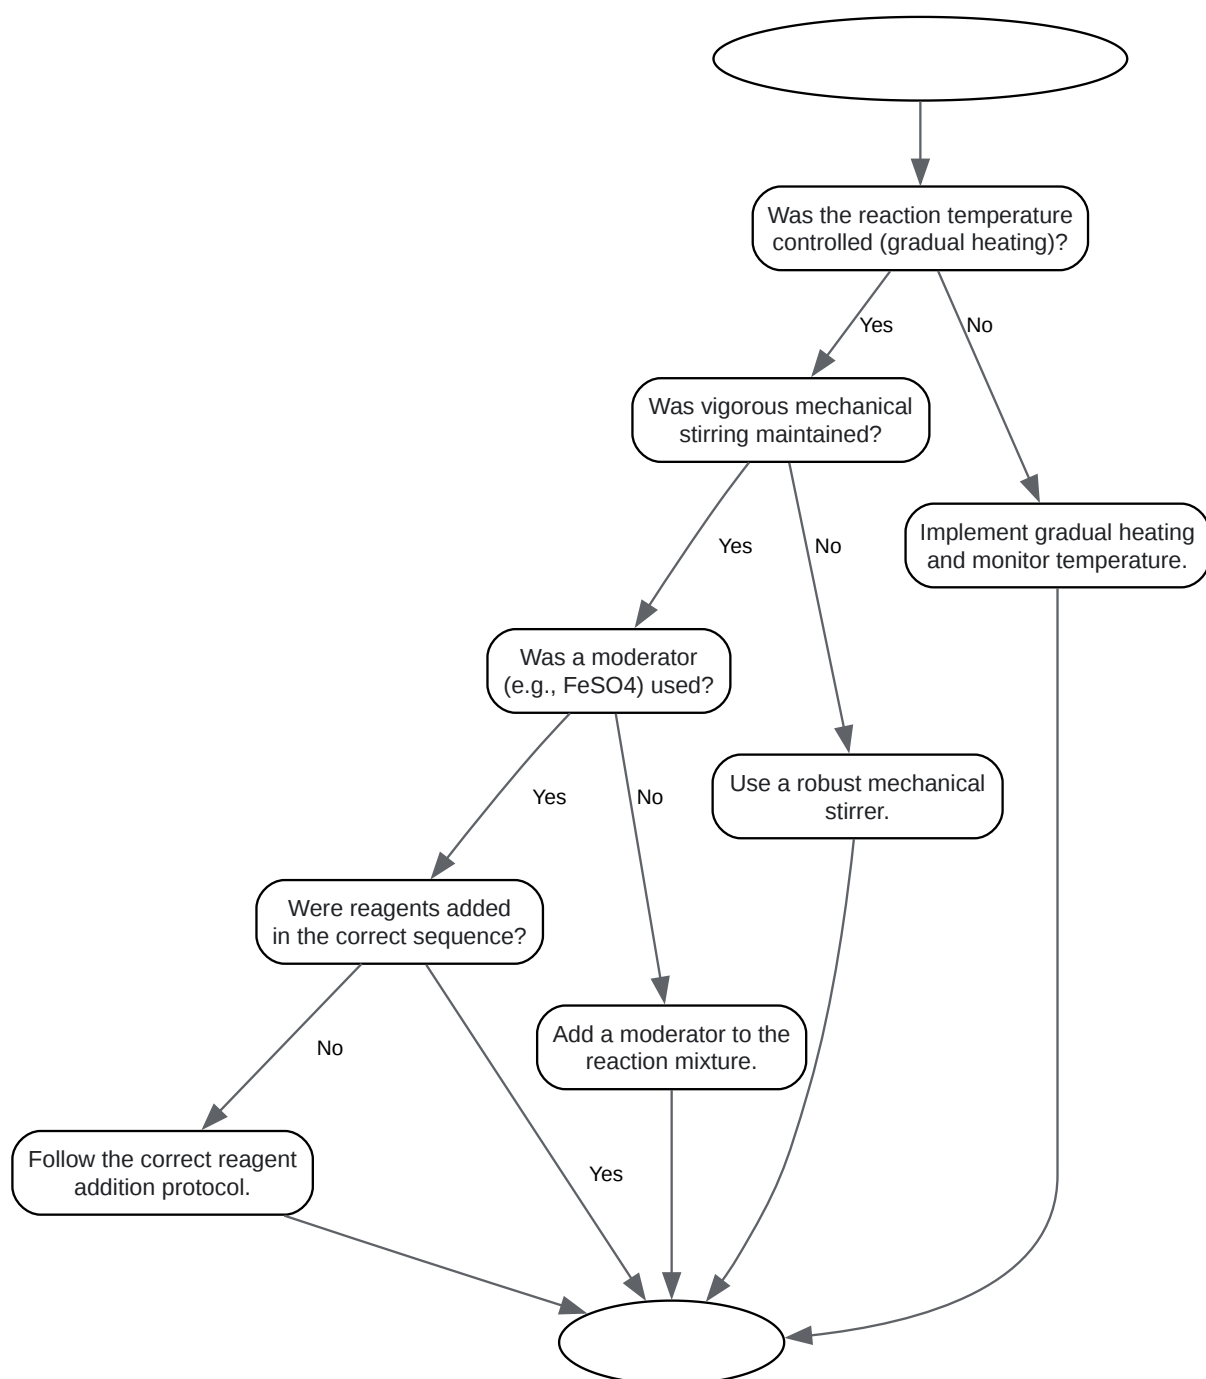 Was the reaction temperature
controlled (gradual heating)?
Yes
No
Was vigorous mechanical
stirring maintained?
Implement gradual heating
and monitor temperature.
Yes
No
Was a moderator
(e.g., FeSO4) used?
Use a robust mechanical
stirrer.
Yes
No
Were reagents added
in the correct sequence?
Add a moderator to the
reaction mixture.
No
Follow the correct reagent
addition protocol.
Yes